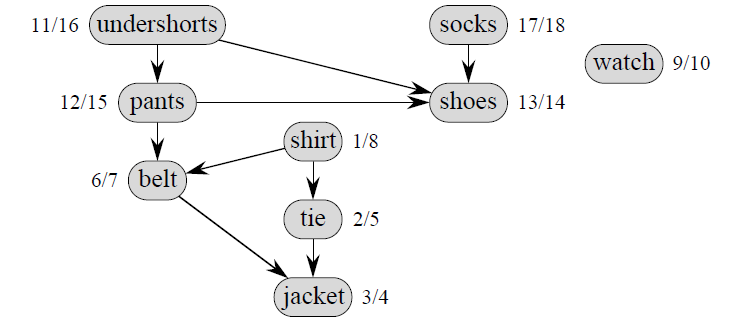 11/16 undershorts socks 17/18
watch 9/10
12/15 pants shoes 13/14
shirt 1/8
6/7 belt
tie 2/5
jacket 3/4